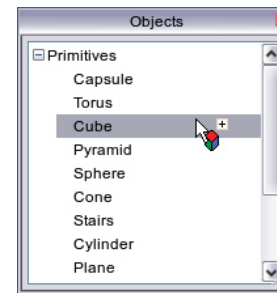 Objects
Primitives
Capsule
Torus
Cube
Pyramid
Sphere
Cone
Stairs
Cylinder
Plane